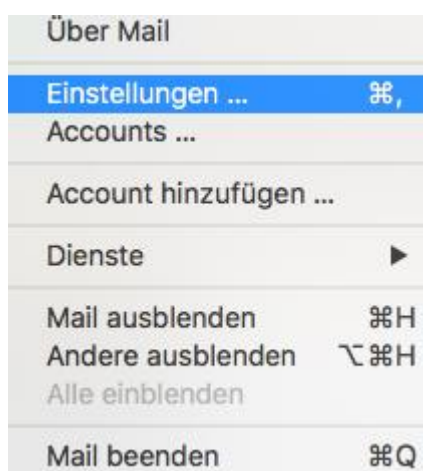 Über Mail
Einstellungen ... ⌘,
Accounts ...
Account hinzufügen ...
Dienste ▶
Mail ausblenden ⌘H
Andere ausblenden ⌥⌘H
Alle einblenden
Mail beenden ⌘Q